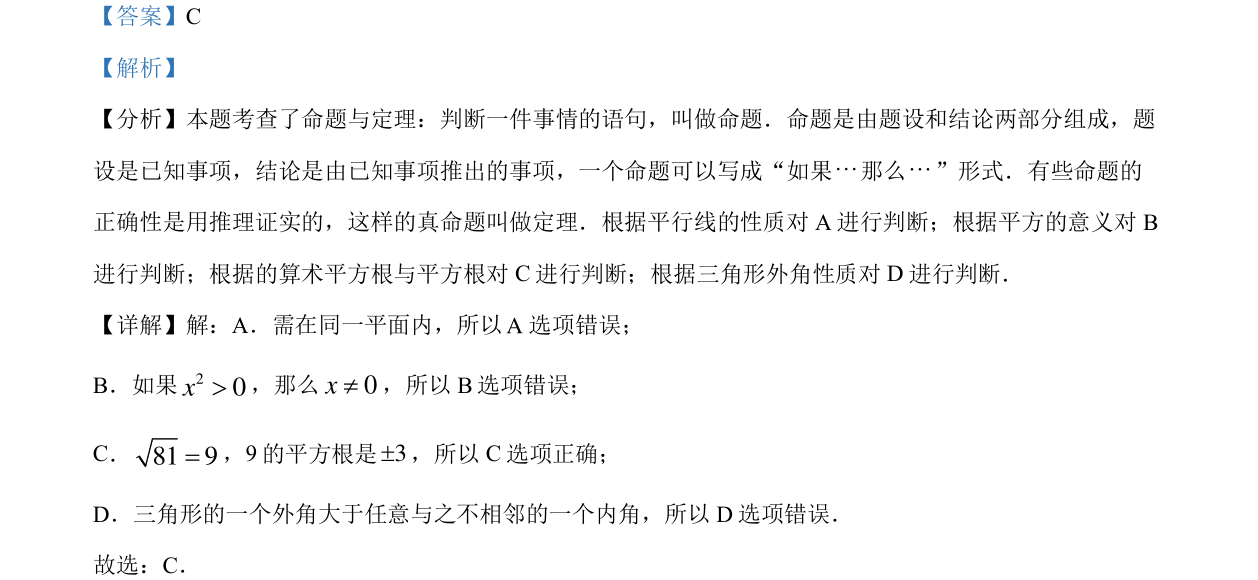 【答案】C
【解析】
【分析】本题考查了命题与定理：判断一件事情的语句，叫做命题．命题是由题设和结论两部分组成，题
设是已知事项，结论是由已知事项推出的事项，一个命题可以写成“如果…那么…”形式．有些命题的
正确性是用推理证实的，这样的真命题叫做定理．根据平行线的性质对 A 进行判断；根据平方的意义对 B
进行判断；根据的算术平方根与平方根对 C 进行判断；根据三角形外角性质对 D 进行判断．
【详解】解：A．需在同一平面内，所以 A 选项错误；
B．如果 x² > 0，那么 x ≠ 0，所以 B 选项错误；
C．√81 = 9，9 的平方根是 ±3，所以 C 选项正确；
D．三角形的一个外角大于任意与之不相邻的一个内角，所以 D 选项错误．
故选：C．